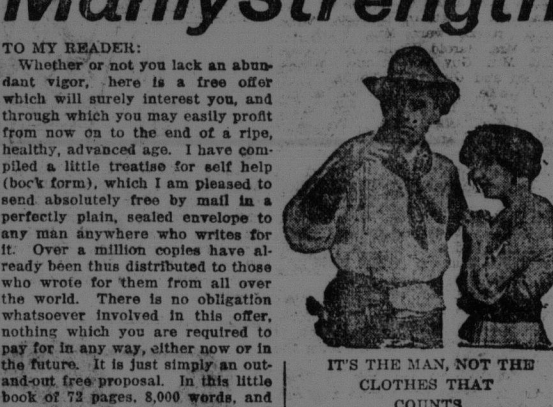 Manly Strength
TO MY READER:
Whether or not you lack an abun-
dant vigor, here is a free offer
which will surely interest you, and
through which you may easily profit
from now on to the end of a ripe,
healthy, advanced age. I have com-
piled a little treatise for self help
(book form), which I am pleased to
send absolutely free by mail in a
perfectly plain, sealed envelope to
any man anywhere who writes for
it. Over a million copies have al-
ready been thus distributed to those
who wrote for them from all over
the world. There is no obligation
whatsoever involved in this offer,
nothing which you are required to
pay for in any way, either now or in
the future. It is just simply an out-
and-out free proposal. In this little
book of 72 pages, 8,000 words, and
IT'S THE MAN, NOT THE
CLOTHES THAT
COUNTS